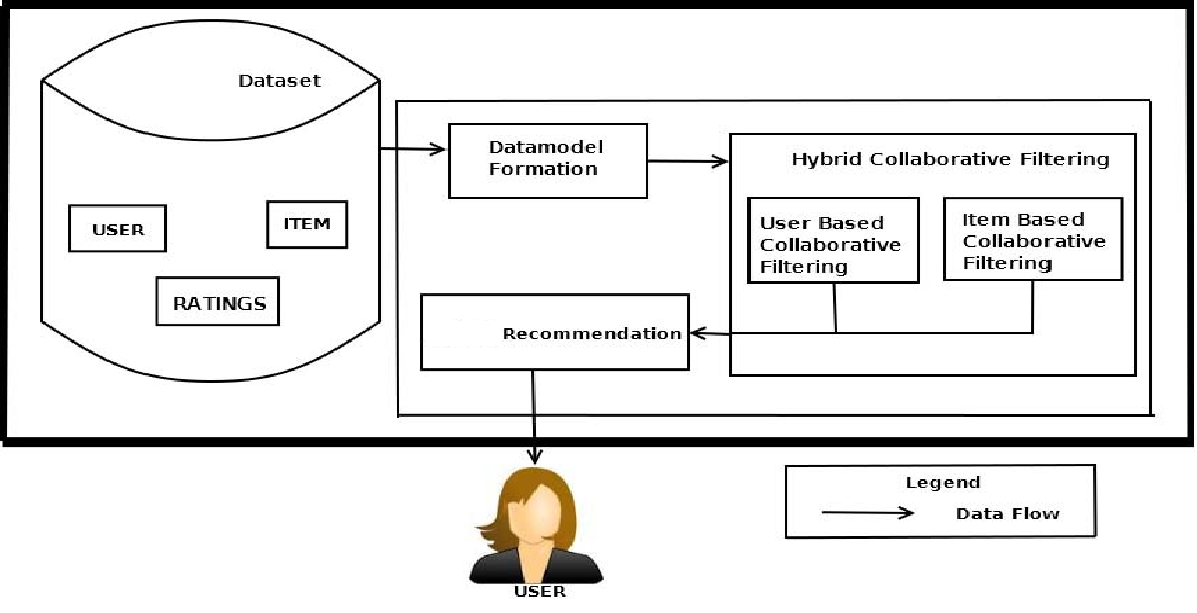 Dataset
USER
ITEM
RATINGS
Datamodel
Formation
Hybrid Collaborative Filtering
User Based
Collaborative
Filtering
Item Based
Collaborative
Filtering
Recommendation
USER
Legend
Data Flow